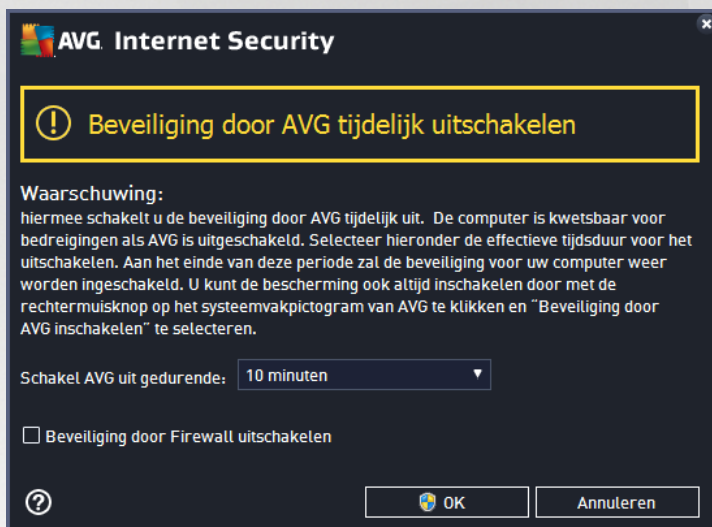 AVG. Internet Security
Beveiliging door AVG tijdelijk uitschakelen
Waarschuwing:
hiermee schakelt u de beveiliging door AVG tijdelijk uit. De computer is kwetsbaar voor
bedreigingen als AVG is uitgeschakeld. Selecteer hieronder de effectieve tijdsduur voor het
uitschakelen. Aan het einde van deze periode zal de beveiliging voor uw computer weer
worden ingeschakeld. U kunt de bescherming ook altijd inschakelen door met de
rechtermuisknop op het systeemvakpictogram van AVG te klikken en "Beveiliging door
AVG inschakelen" te selecteren.
Schakel AVG uit gedurende: 10 minuten
Beveiliging door Firewall uitschakelen
OK Annuleren